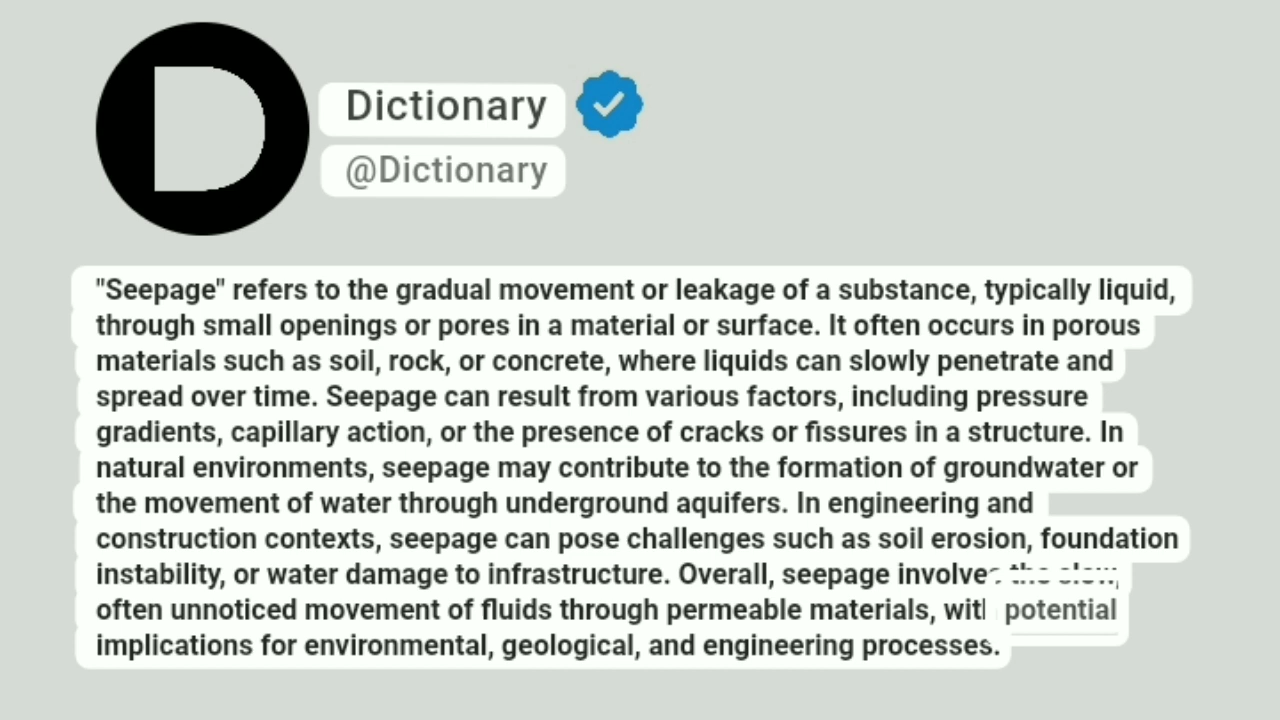 D
Dictionary
@Dictionary
"Seepage" refers to the gradual movement or leakage of a substance, typically liquid,
through small openings or pores in a material or surface. It often occurs in porous
materials such as soil, rock, or concrete, where liquids can slowly penetrate and
spread over time. Seepage can result from various factors, including pressure
gradients, capillary action, or the presence of cracks or fissures in a structure. In
natural environments, seepage may contribute to the formation of groundwater or
the movement of water through underground aquifers. In engineering and
construction contexts, seepage can pose challenges such as soil erosion, foundation
instability, or water damage to infrastructure. Overall, seepage involves the slow,
often unnoticed movement of fluids through permeable materials, with potential
implications for environmental, geological, and engineering processes.